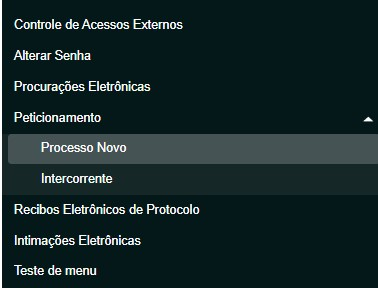 Controle de Acessos Externos
Alterar Senha
Procurações Eletrônicas
Peticionamento
Processo Novo
Intercorrente
Recibos Eletrônicos de Protocolo
Intimações Eletrônicas
Teste de menu